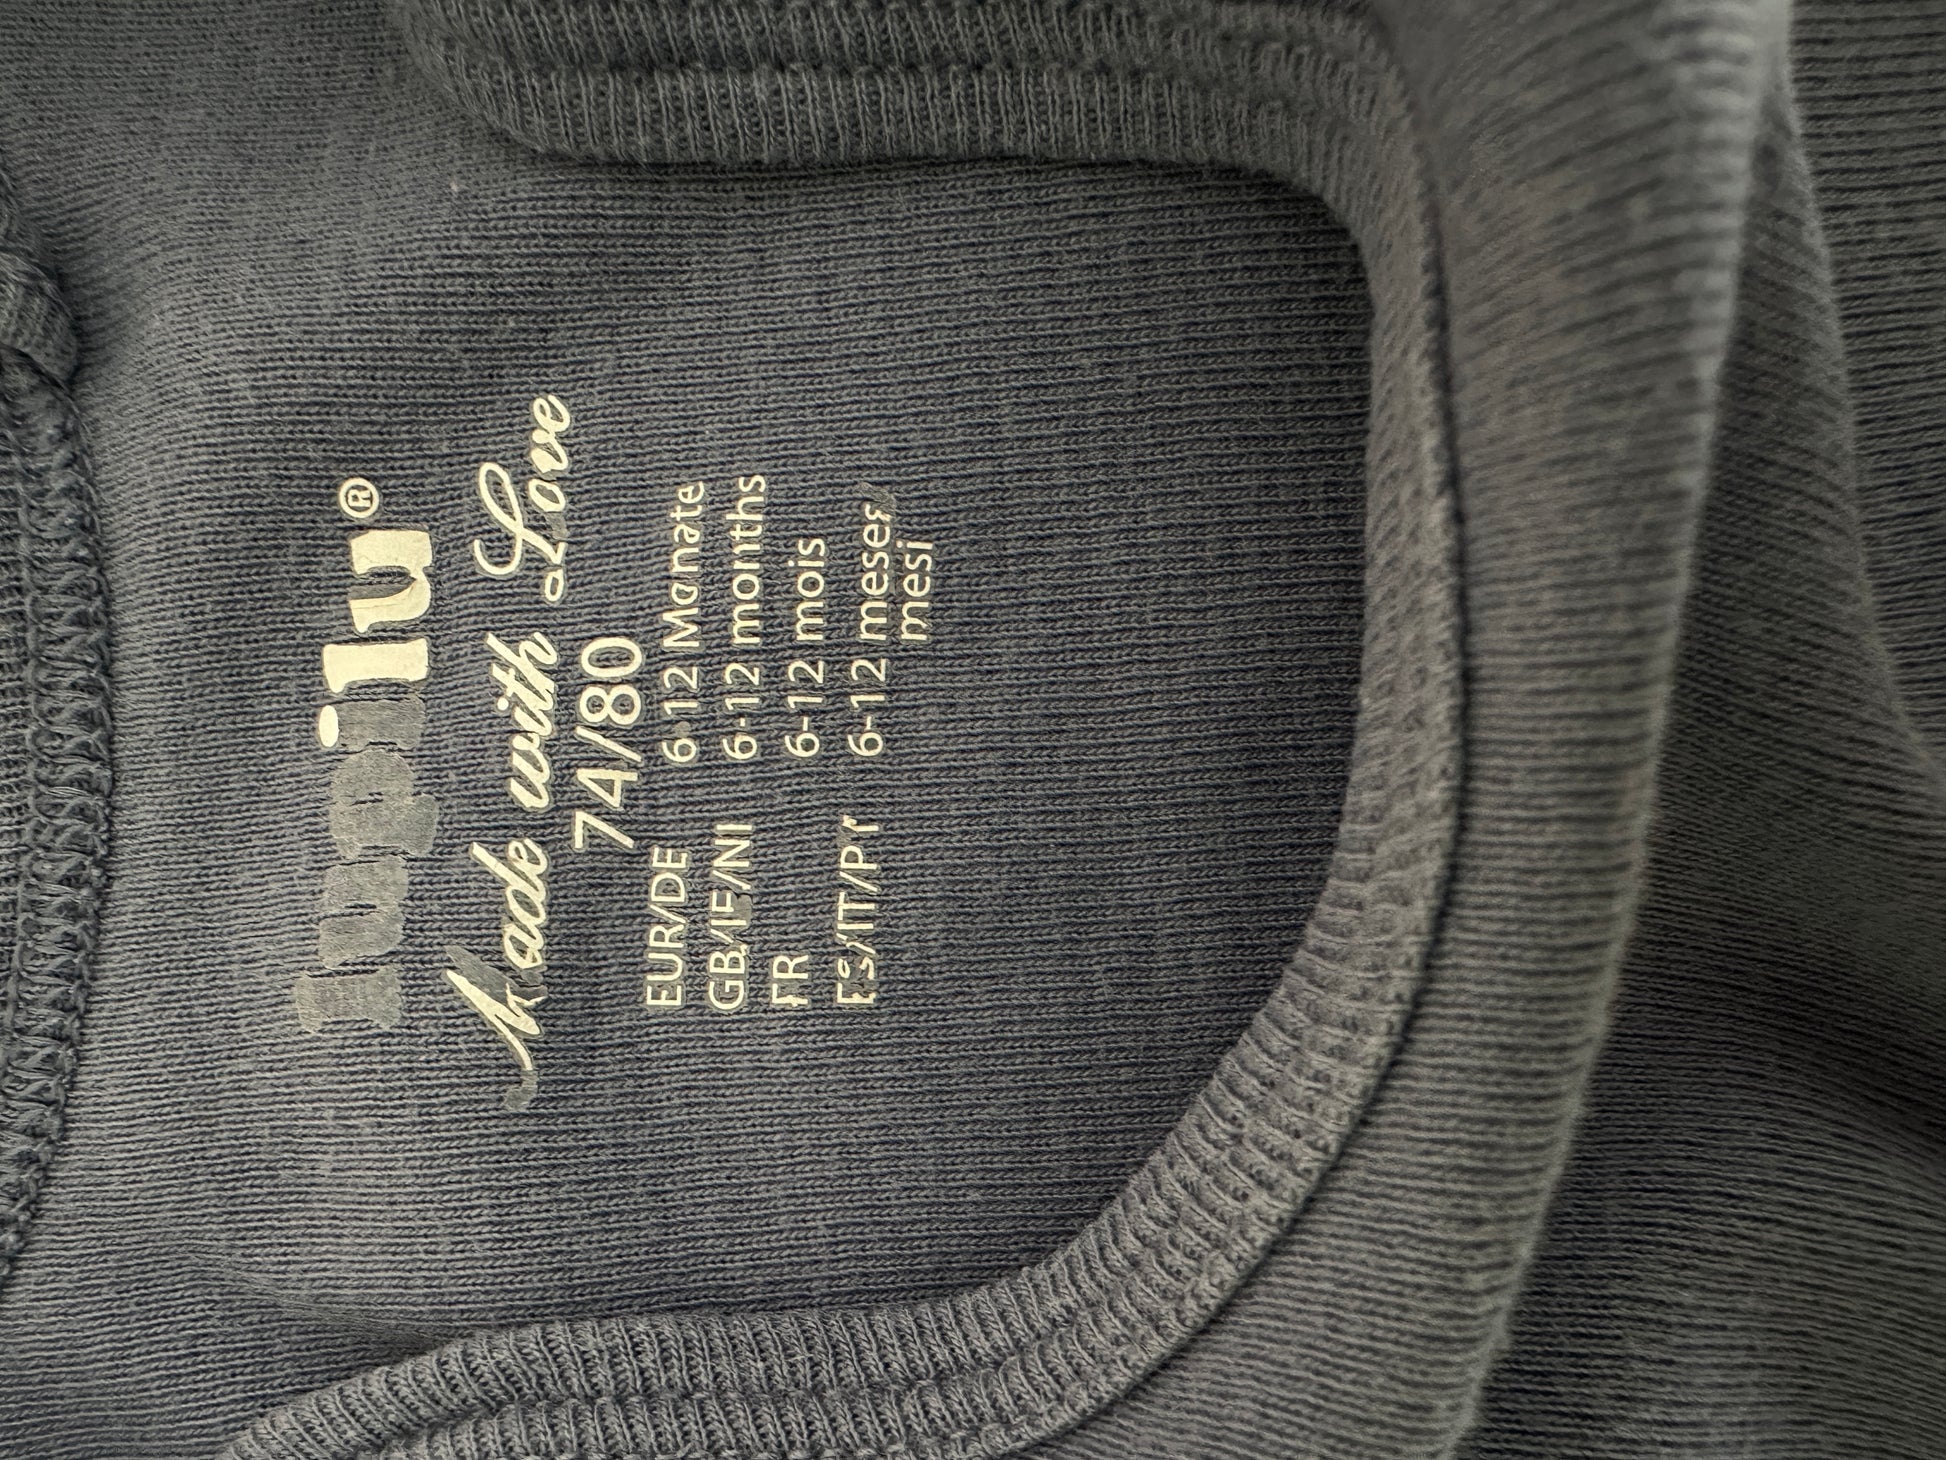 lupilu®
Made with Love
74/80
EUR/DE 6-12 Monate
GB/IE/NI 6-12 months
FR 6-12 mois
ES/IT/PT 6-12 meses/
mesi